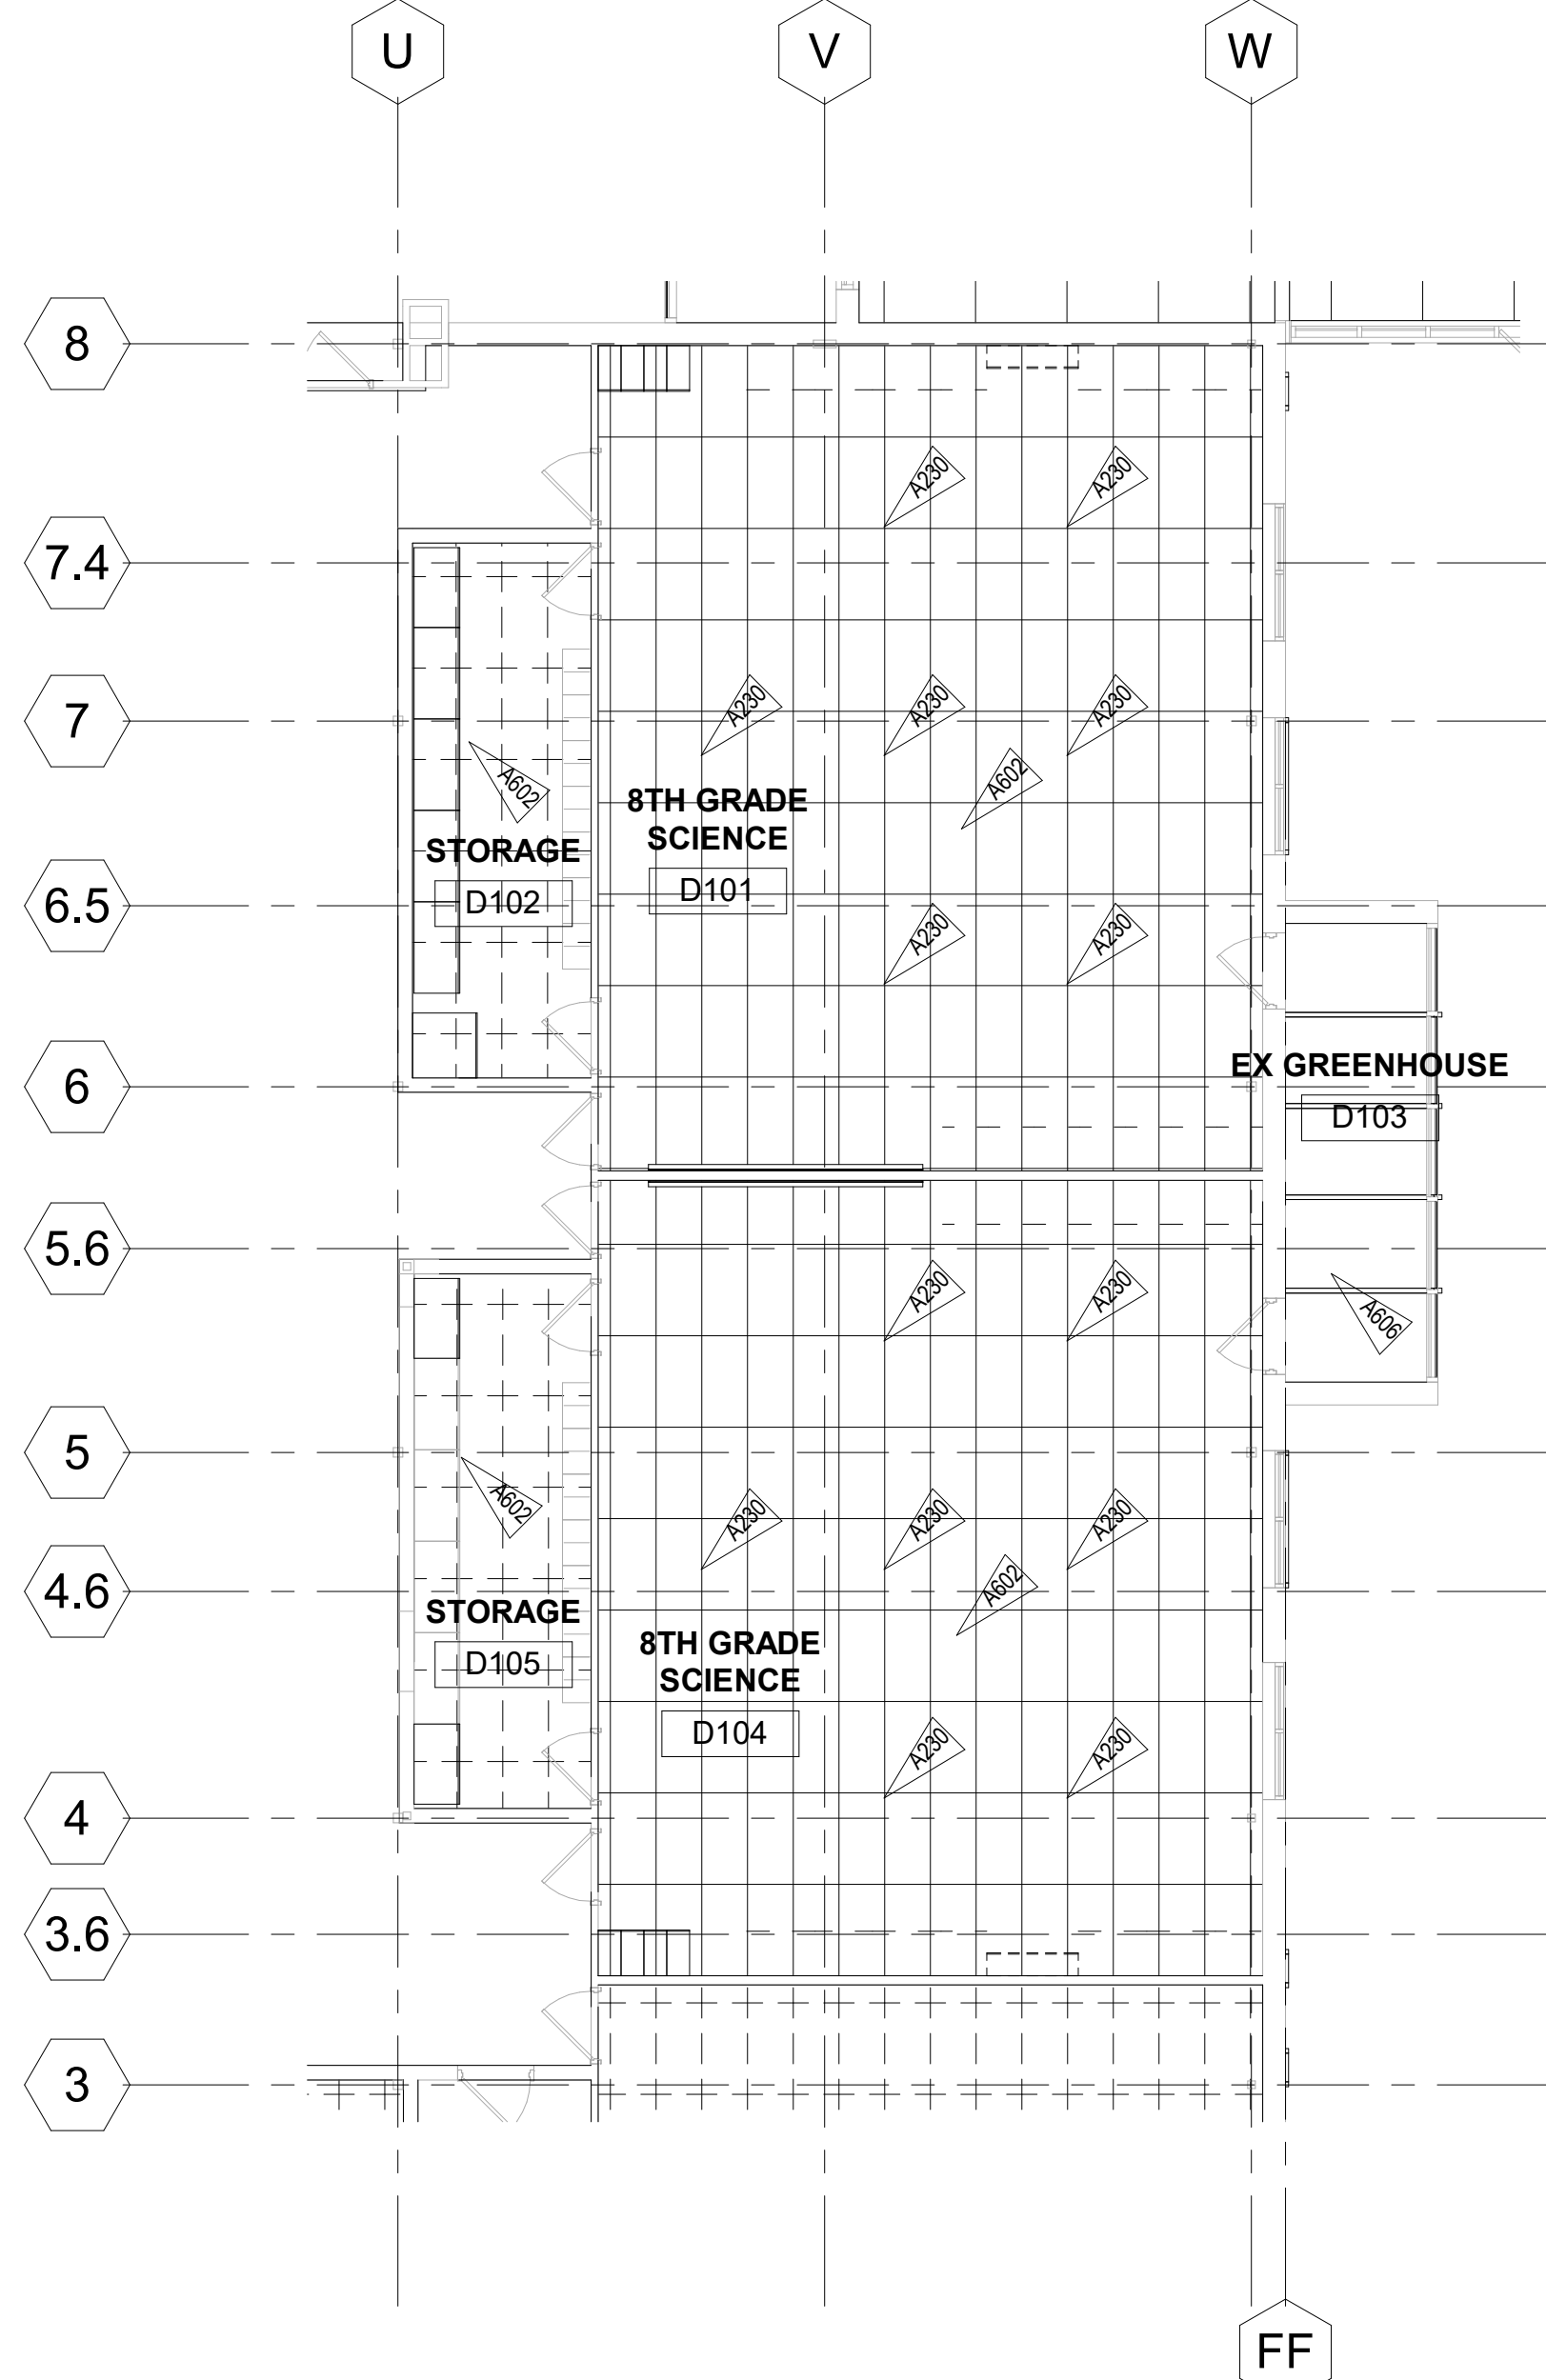 U
V
W
8
A230
A230
7.4
7
A230
A230
A230
A602
A602
8TH GRADE
SCIENCE
D101
STORAGE
D102
6.5
A230
A230
6
EX GREENHOUSE
D103
5.6
A230
A230
A606
5
A602
A230
A230
A230
4.6
A602
STORAGE
D105
8TH GRADE
SCIENCE
D104
A230
A230
4
3.6
3
FF